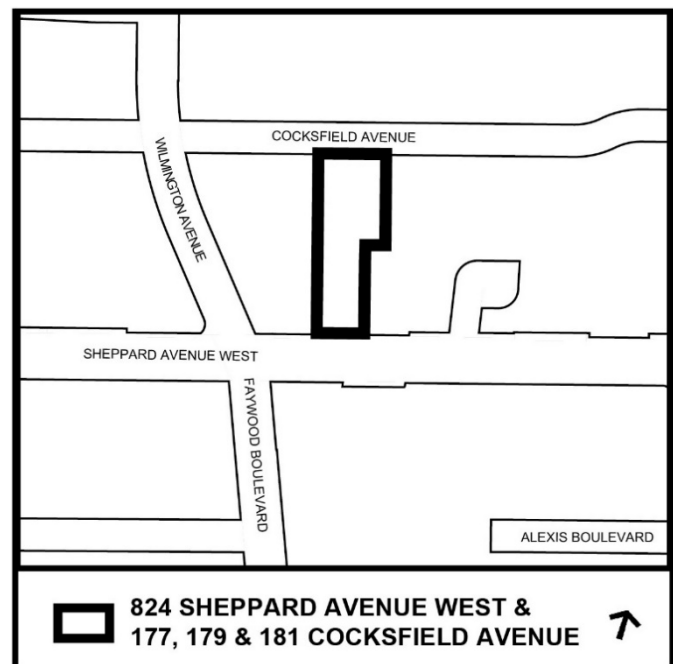 COCKSFIELD AVENUE
WILMINGTON AVENUE
SHEPPARD AVENUE WEST
FAYWOOD BOULEVARD
ALEXIS BOULEVARD
824 SHEPPARD AVENUE WEST &
177, 179 & 181 COCKSFIELD AVENUE